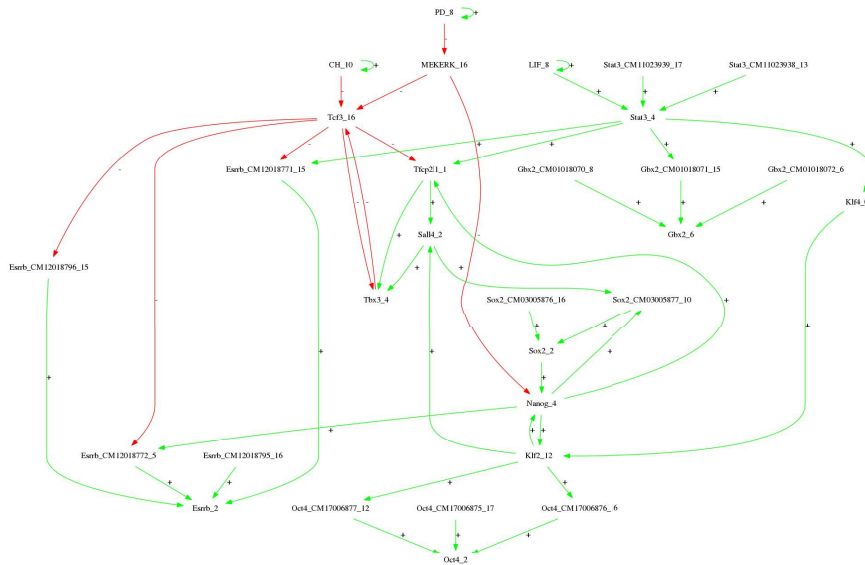 PD_8
+
-
CH_10
+
MEKERK_16
LIF_8
+
Stat3_CM11023939_17
Stat3_CM11023938_13
-
-
+
+
+
Tcf3_16
Stat3_4
-
-
-
+
+
+
+
Esrrb_CM12018771_15
Tfcp2l1_1
Gbx2_CM01018070_8
Gbx2_CM01018071_15
Gbx2_CM01018072_6
-
-
-
+
+
+
+
Sall4_2
Gbx2_6
+
-
+
+
Esrrb_CM12018796_15
Tbx3_4
Sox2_CM03005876_16
Sox2_CM03005877_10
+
-
Sox2_2
+
+
+
+
+
Nanog_4
+
+
+
Esrrb_CM12018772_5
Esrrb_CM12018795_16
Klf2_12
+
+
+
+
Esrrb_2
Oct4_CM17006877_12
Oct4_CM17006875_17
Oct4_CM17006876_6
+
+
+
Oct4_2